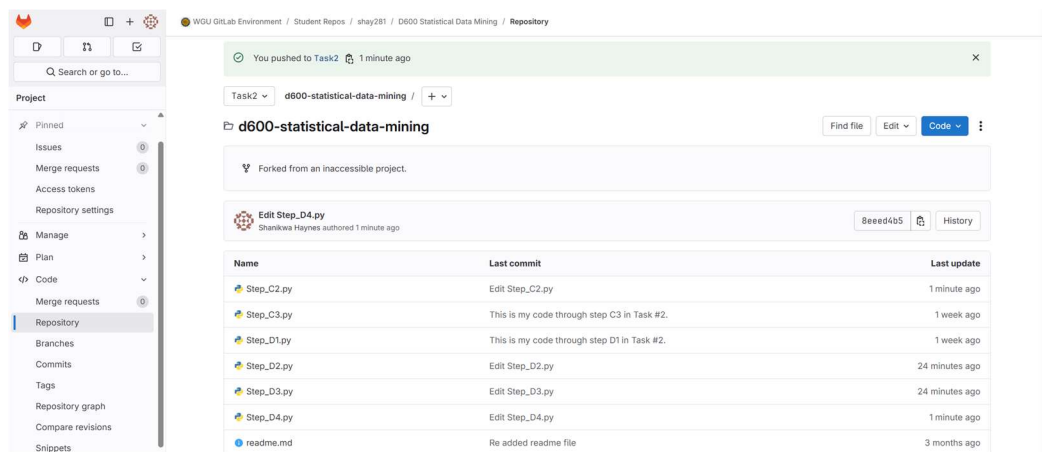 WGU GitLab Environment / Student Repos / shay281 / D600 Statistical Data Mining / Repository
Search or go to...
Project
Pinned
Issues 0
Merge requests 0
Access tokens
Repository settings
Manage
Plan
Code
Merge requests 0
Repository
Branches
Commits
Tags
Repository graph
Compare revisions
Snippets
You pushed to Task2 1 minute ago
Task2 d600-statistical-data-mining / +
d600-statistical-data-mining Find file Edit Code
Forked from an inaccessible project.
Edit Step_D4.py
Shanikwa Haynes authored 1 minute ago
8eeed4b5 History
Name Last commit Last update
Step_C2.py Edit Step_C2.py 1 minute ago
Step_C3.py This is my code through step C3 in Task #2. 1 week ago
Step_D1.py This is my code through step D1 in Task #2. 1 week ago
Step_D2.py Edit Step_D2.py 24 minutes ago
Step_D3.py Edit Step_D3.py 24 minutes ago
Step_D4.py Edit Step_D4.py 1 minute ago
readme.md Re added readme file 3 months ago